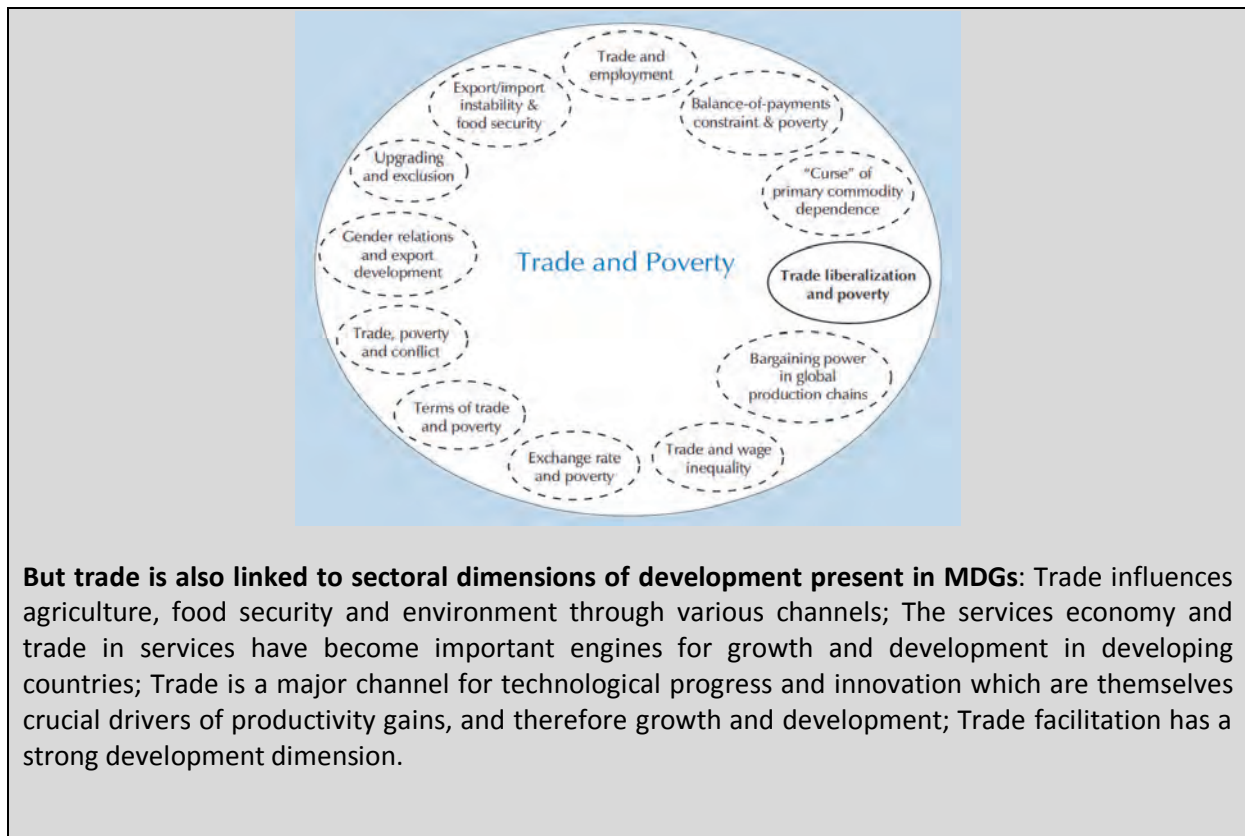 Trade and
employment
Export/import
instability &
food security
Balance-of-payments
constraint & poverty
Upgrading
and exclusion
"Curse" of
primary commodity
dependence
Gender relations
and export
development
Trade and Poverty
Trade liberalization
and poverty
Trade, poverty
and conflict
Bargaining power
in global
production chains
Terms of trade
and poverty
Exchange rate
and poverty
Trade and wage
inequality
But trade is also linked to sectoral dimensions of development present in MDGs: Trade influences
agriculture, food security and environment through various channels; The services economy and
trade in services have become important engines for growth and development in developing
countries; Trade is a major channel for technological progress and innovation which are themselves
crucial drivers of productivity gains, and therefore growth and development; Trade facilitation has a
strong development dimension.